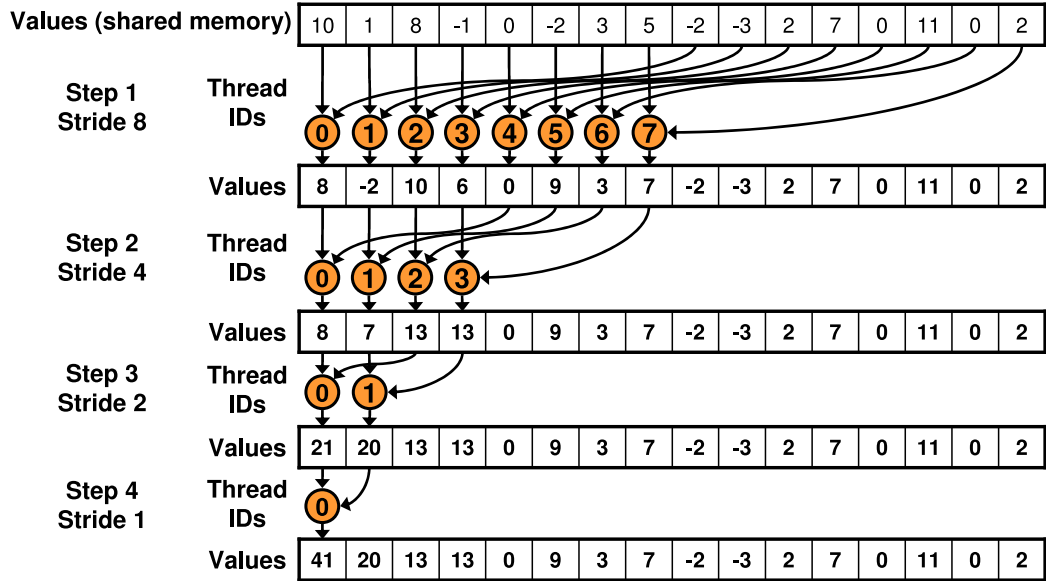 Values (shared memory) 10 1 8 -1 0 -2 3 5 -2 -3 2 7 0 11 0 2
Step 1 Thread
Stride 8 IDs
0 1 2 3 4 5 6 7
Values 8 -2 10 6 0 9 3 7 -2 -3 2 7 0 11 0 2
Step 2 Thread
Stride 4 IDs
0 1 2 3
Values 8 7 13 13 0 9 3 7 -2 -3 2 7 0 11 0 2
Step 3 Thread
Stride 2 IDs
0 1
Values 21 20 13 13 0 9 3 7 -2 -3 2 7 0 11 0 2
Step 4 Thread
Stride 1 IDs
0
Values 41 20 13 13 0 9 3 7 -2 -3 2 7 0 11 0 2